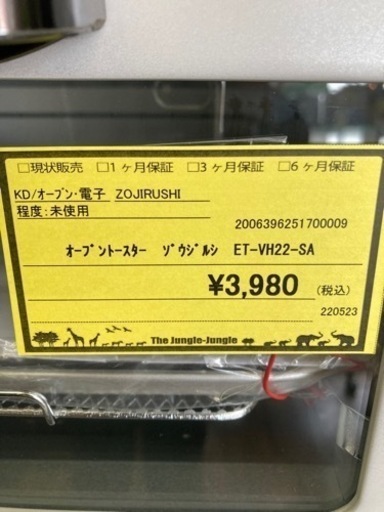 □現状販売 □1ヶ月保証 □3ヶ月保証 □6ヶ月保証
KD/ｵｰﾌﾞﾝ･電子 ZOJIRUSHI
程度:未使用
2006396251700009
ｵｰﾌﾞﾝﾄｰｽﾀｰ ｿﾞｳｼﾞﾙｼ ET-VH22-SA
¥3,980 (税込)
220523
The Jungle-Jungle